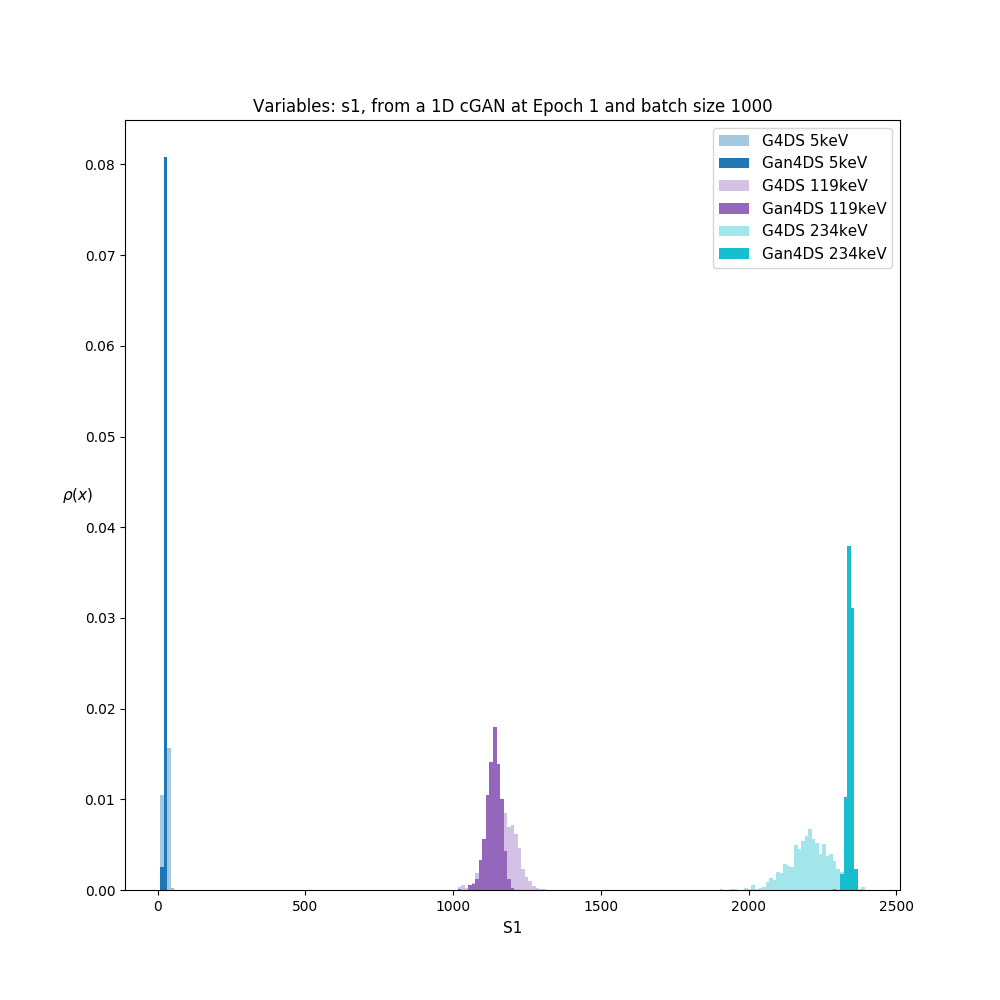 Variables: s1, from a 1D cGAN at Epoch 1 and batch size 1000
G4DS 5keV
Gan4DS 5keV
G4DS 119keV
Gan4DS 119keV
G4DS 234keV
Gan4DS 234keV
0.08
0.07
0.06
0.05
ρ(x)
0.04
0.03
0.02
0.01
0.00
0 500 1000 1500 2000 2500
S1